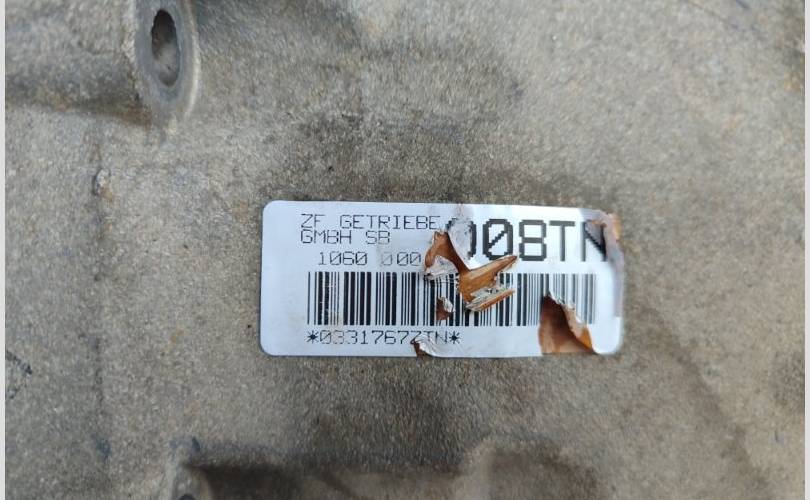 ZF GETRIEBE
GMBH SB
008TN
1060 000
*0331767ZTN*